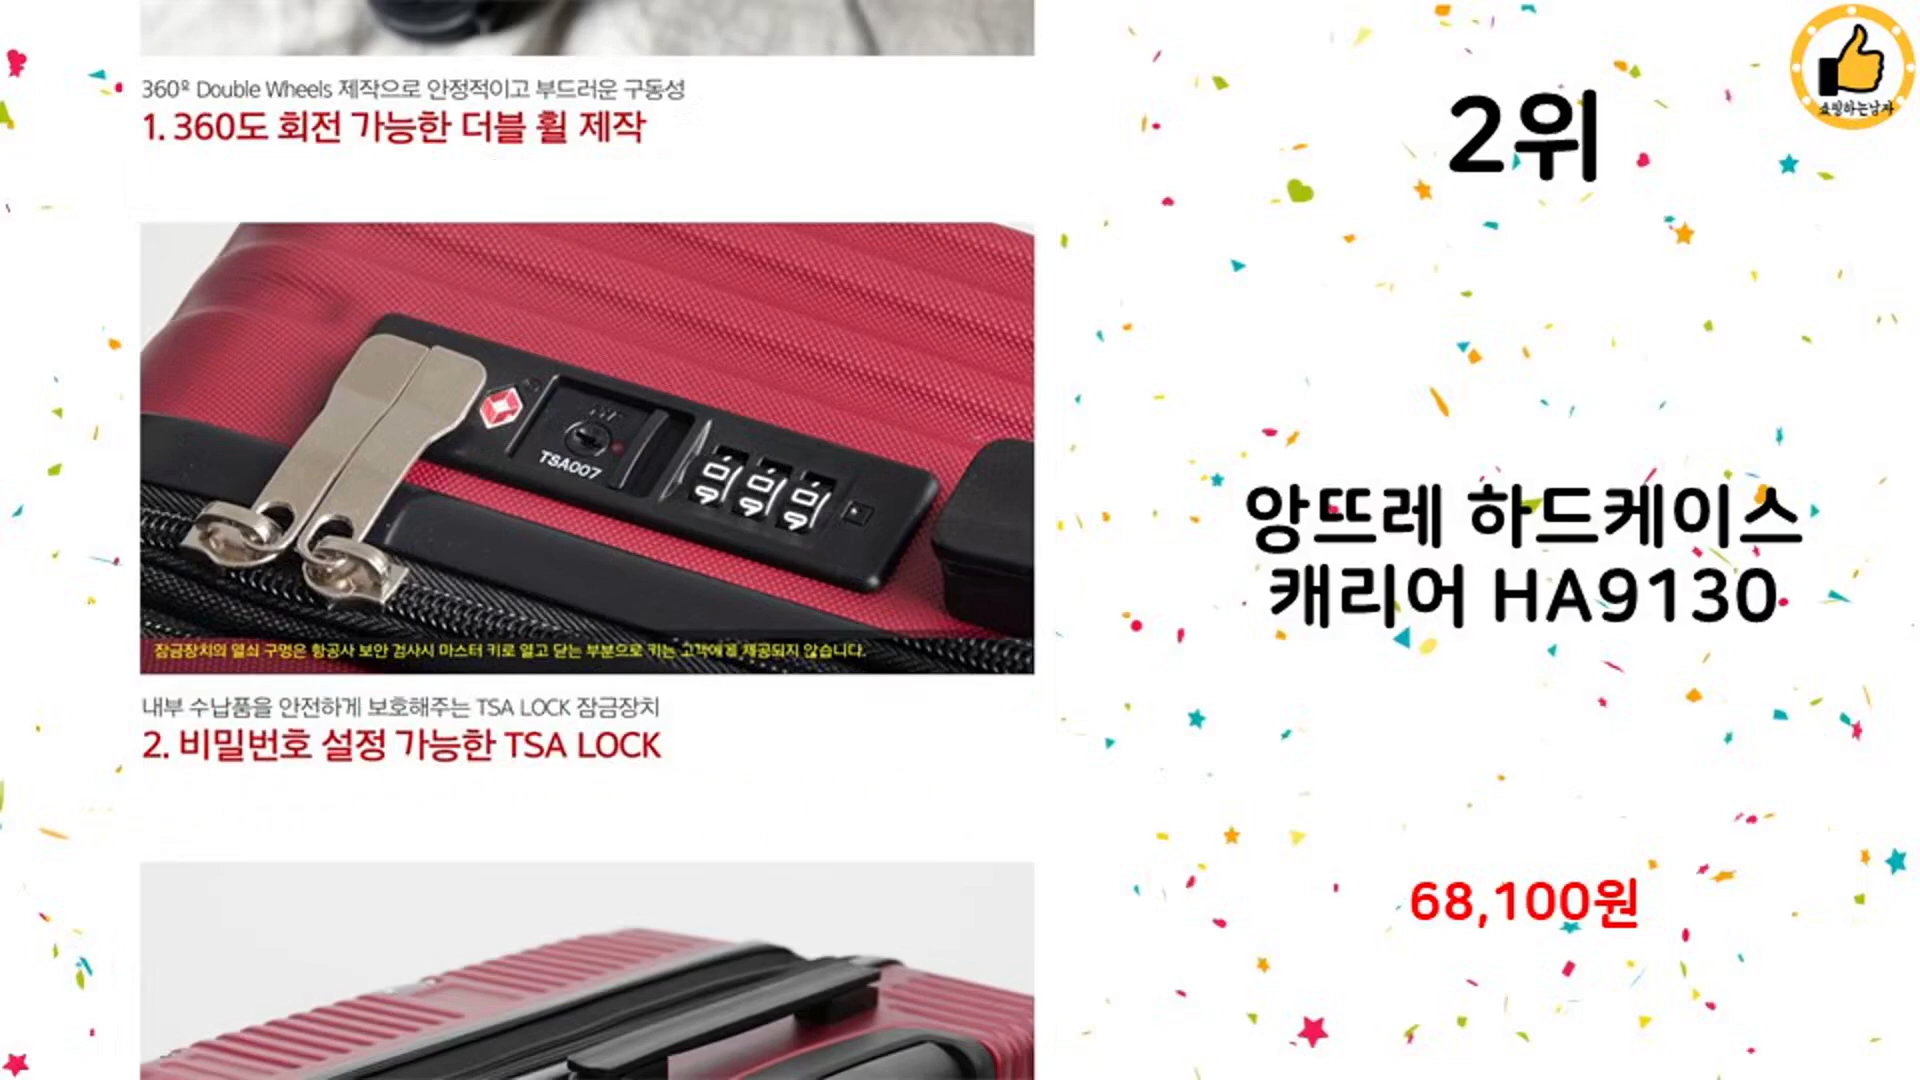 360º Double Wheels 제작으로 안정적이고 부드러운 구동성
1. 360도 회전 가능한 더블 휠 제작
TSA007
잠금장치의 열쇠 구멍은 항공사 보안 검사시 마스터 키로 열고 닫는 부분으로 키는 고객에게 제공되지 않습니다.
내부 수납품을 안전하게 보호해주는 TSA LOCK 잠금장치
2. 비밀번호 설정 가능한 TSA LOCK
쇼핑하는남자
2위
앙뜨레 하드케이스
캐리어 HA9130
68,100원